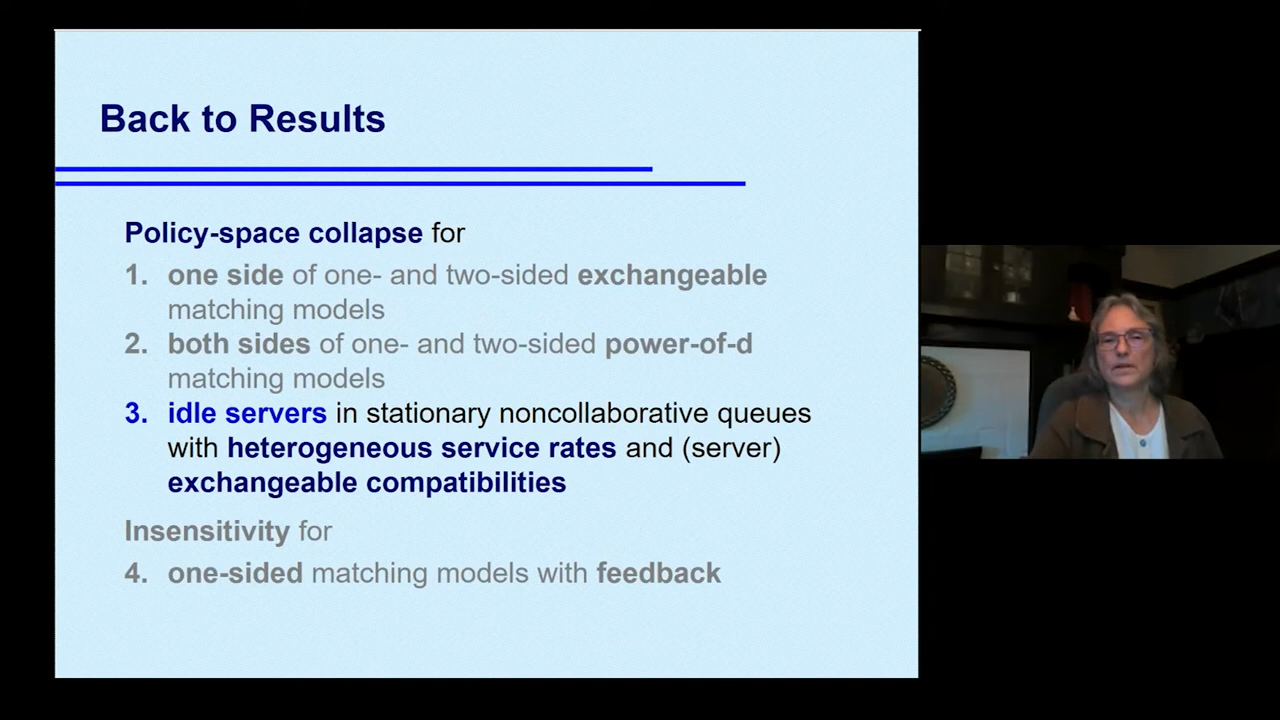 Back to Results
Policy-space collapse for
1. one side of one- and two-sided exchangeable
matching models
2. both sides of one- and two-sided power-of-d
matching models
3. idle servers in stationary noncollaborative queues
with heterogeneous service rates and (server)
exchangeable compatibilities
Insensitivity for
4. one-sided matching models with feedback